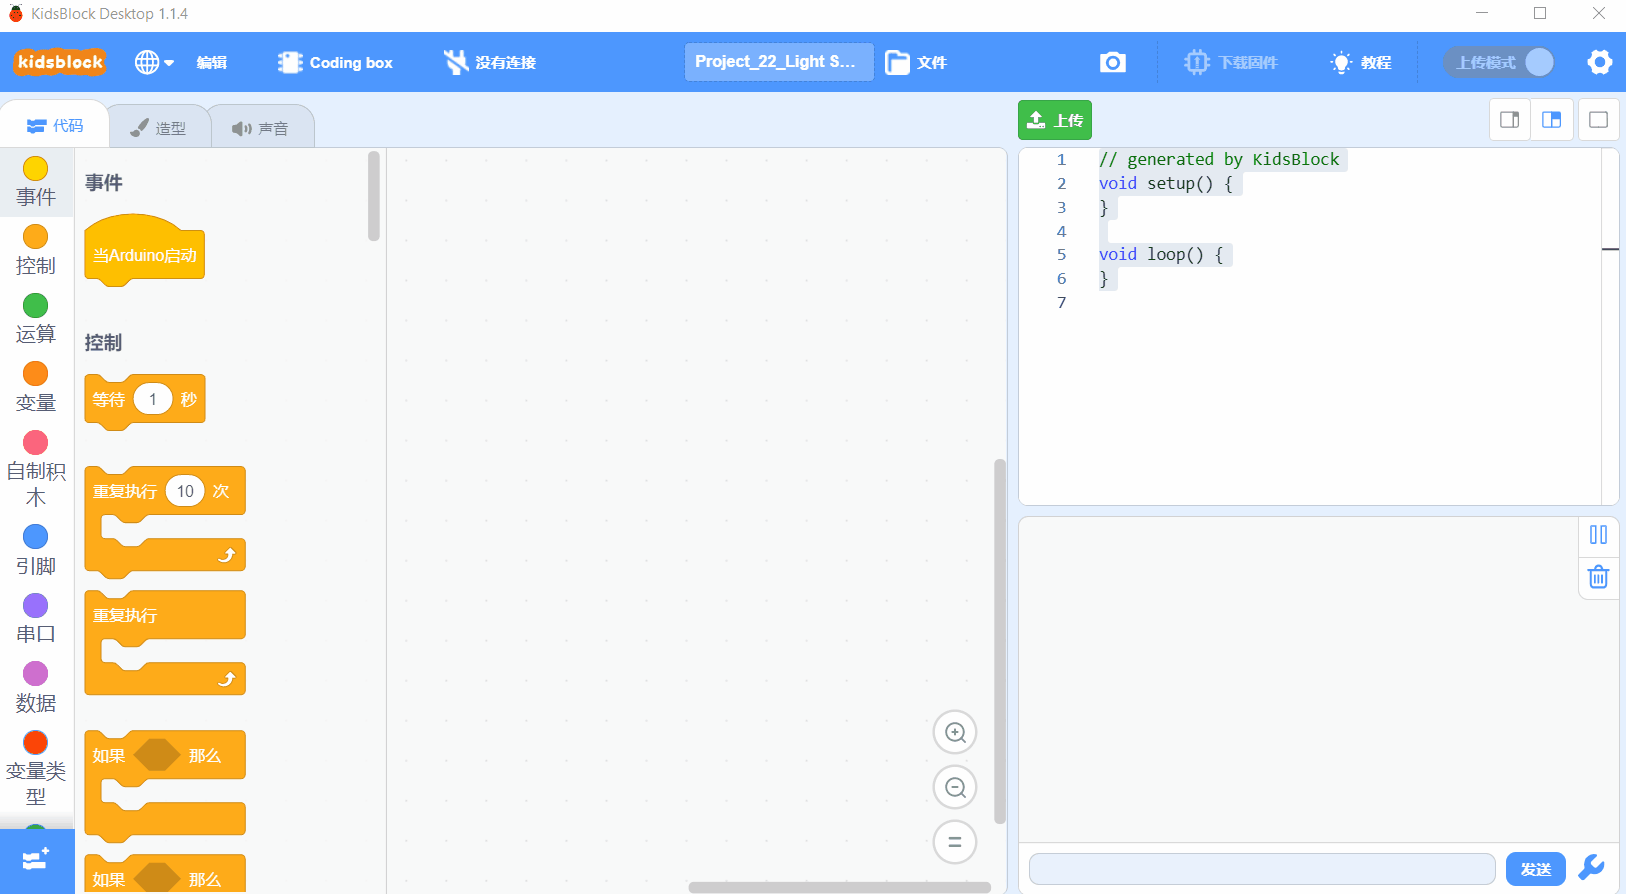 KidsBlock Desktop 1.1.4
kidsblock
编辑
Coding box
没有连接
Project_22_Light S...
文件
下载固件
教程
上传模式
代码
造型
声音
上传
事件
控制
运算
变量
自制积
木
引脚
串口
数据
变量类
型
事件
当Arduino启动
控制
等待 1 秒
重复执行 10 次
重复执行
如果 那么
如果 那么
1 // generated by KidsBlock
2 void setup() {
3 }
4
5 void loop() {
6 }
7
发送